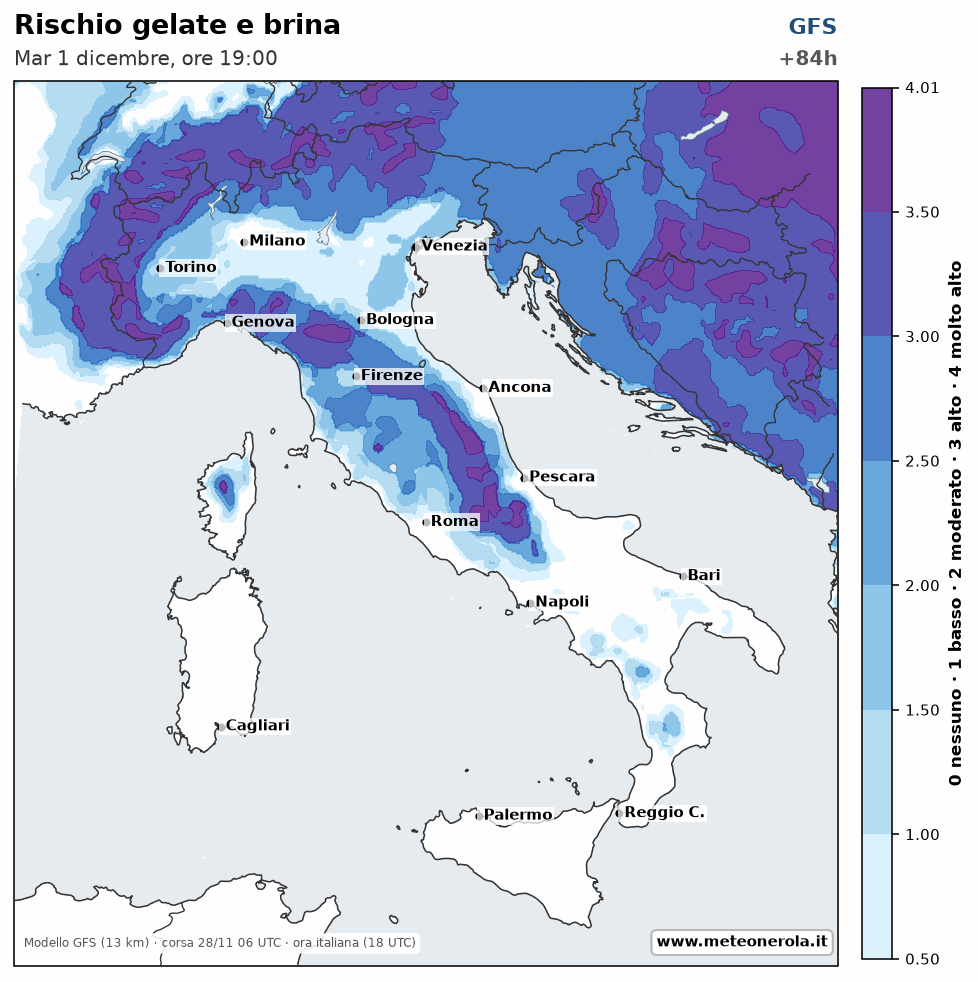 Rischio gelate e brina
GFS
Mar 1 dicembre, ore 19:00
+84h
4.01
3.50
3.00
2.50
2.00
1.50
1.00
0.50
0 nessuno · 1 basso · 2 moderato · 3 alto · 4 molto alto
Milano
Venezia
Torino
Genova
Bologna
Firenze
Ancona
Pescara
Roma
Bari
Napoli
Cagliari
Palermo
Reggio C.
Modello GFS (13 km) · corsa 28/11 06 UTC · ora italiana (18 UTC)
www.meteonerola.it